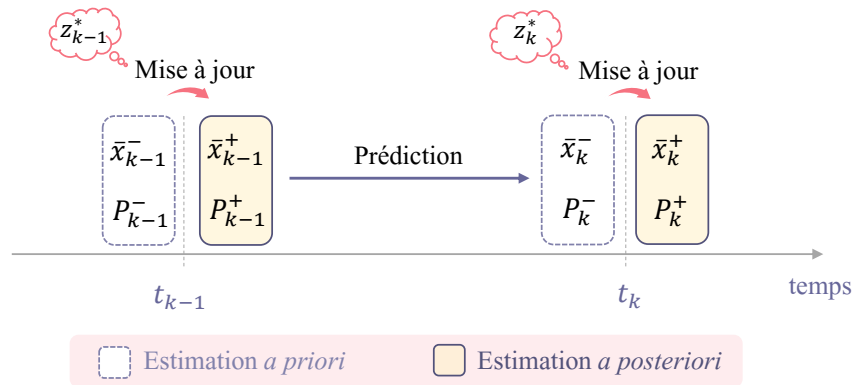 z*_{k-1}
Mise à jour
x̄⁻_{k-1}
P⁻_{k-1}
x̄⁺_{k-1}
P⁺_{k-1}
Prédiction
z*_k
Mise à jour
x̄⁻_k
P⁻_k
x̄⁺_k
P⁺_k
t_{k-1}
t_k
temps
Estimation a priori
Estimation a posteriori